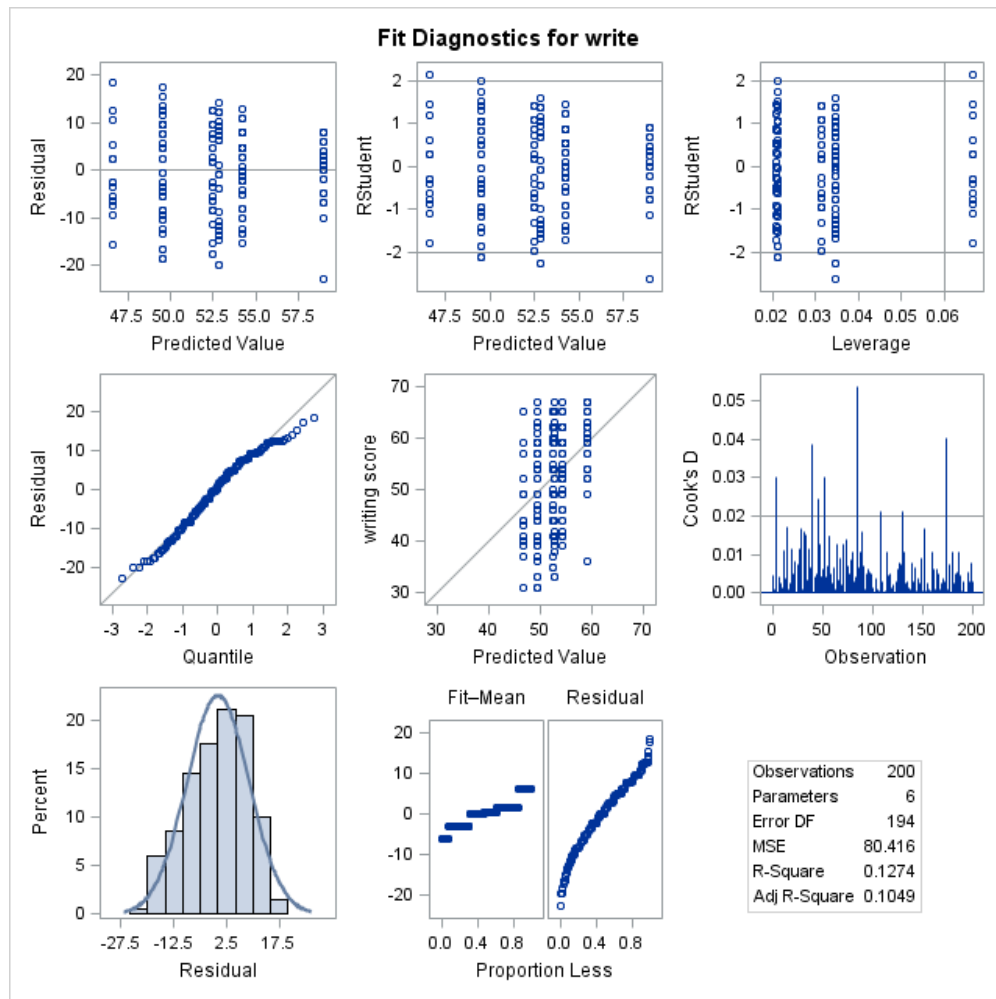 Fit Diagnostics for write
20
10
0
-10
-20
Residual
47.5 50.0 52.5 55.0 57.5
Predicted Value
2
1
0
-1
-2
RStudent
47.5 50.0 52.5 55.0 57.5
Predicted Value
2
1
0
-1
-2
RStudent
0.02 0.03 0.04 0.05 0.06
Leverage
20
10
0
-10
-20
Residual
-3 -2 -1 0 1 2 3
Quantile
70
60
50
40
30
writing score
30 40 50 60 70
Predicted Value
0.05
0.04
0.03
0.02
0.01
0.00
Cook's D
0 50 100 150 200
Observation
20
15
10
5
0
Percent
-27.5 -12.5 2.5 17.5
Residual
Fit–Mean Residual
20
10
0
-10
-20
0.0 0.4 0.8 0.0 0.4 0.8
Proportion Less
Observations 200
Parameters 6
Error DF 194
MSE 80.416
R-Square 0.1274
Adj R-Square 0.1049